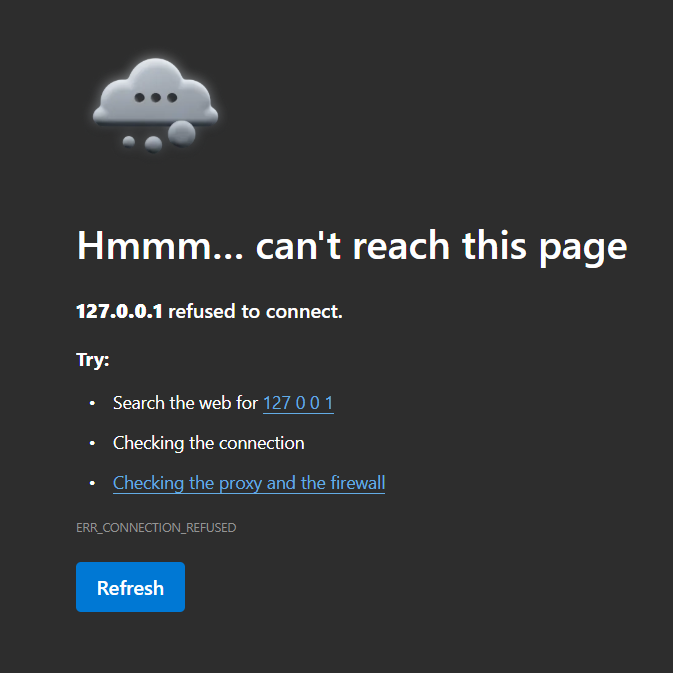 Hmmm... can't reach this page
127.0.0.1 refused to connect.
Try:
• Search the web for 127 0 0 1
• Checking the connection
• Checking the proxy and the firewall
ERR_CONNECTION_REFUSED
Refresh